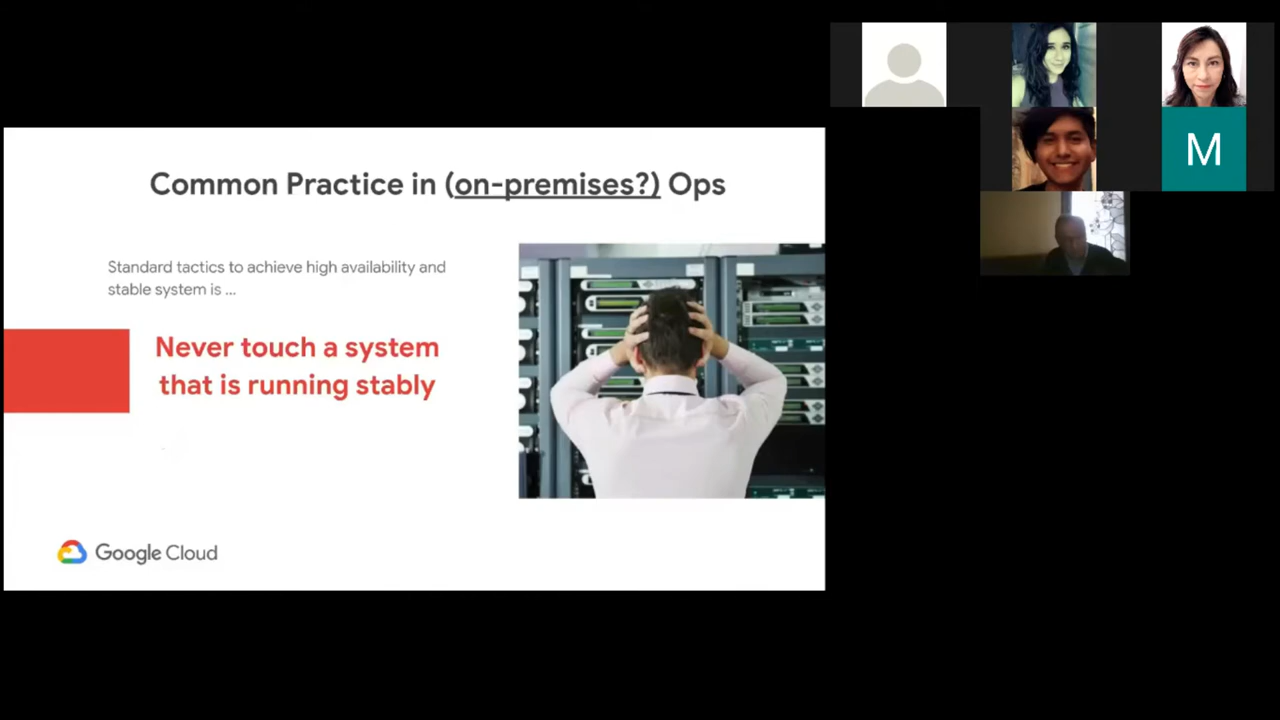 Common Practice in (on-premises?) Ops
Standard tactics to achieve high availability and
stable system is ...
Never touch a system
that is running stably
Google Cloud
M